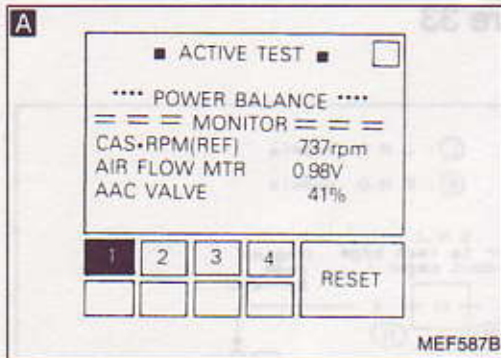 A
■ ACTIVE TEST ■
•••• POWER BALANCE ••••
= = = MONITOR = = =
CAS•RPM(REF) 737rpm
AIR FLOW MTR 0.98V
AAC VALVE 41%
1 2 3 4 RESET
MEF587B